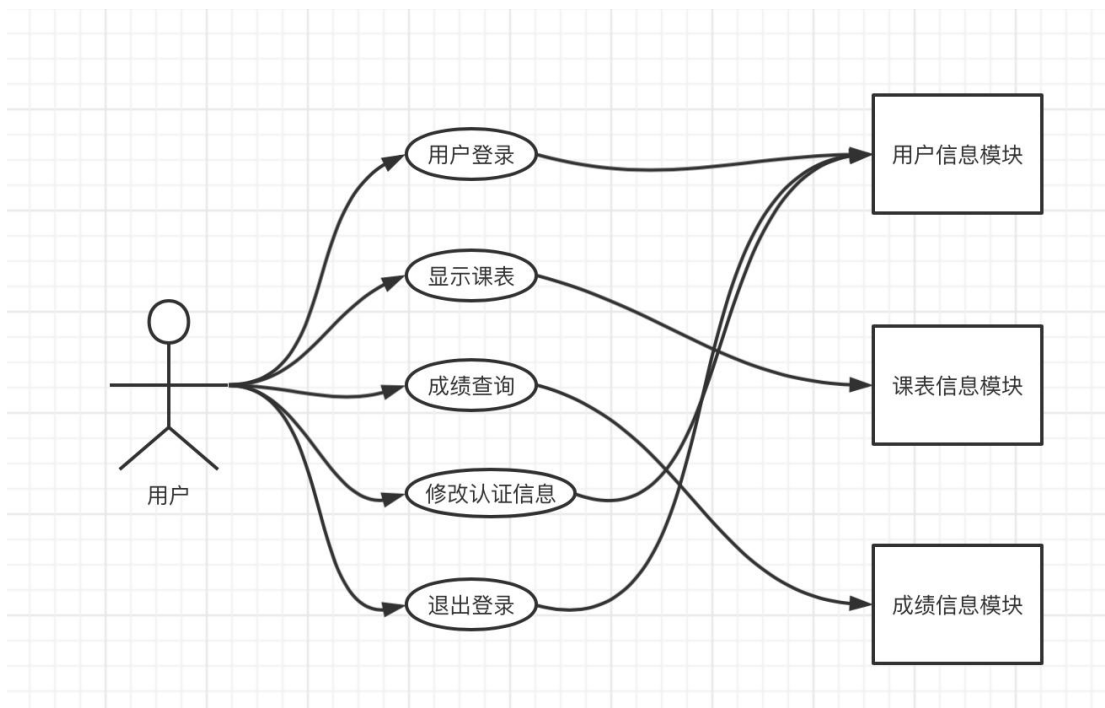 用户登录
用户信息模块
显示课表
成绩查询
课表信息模块
修改认证信息
用户
退出登录
成绩信息模块